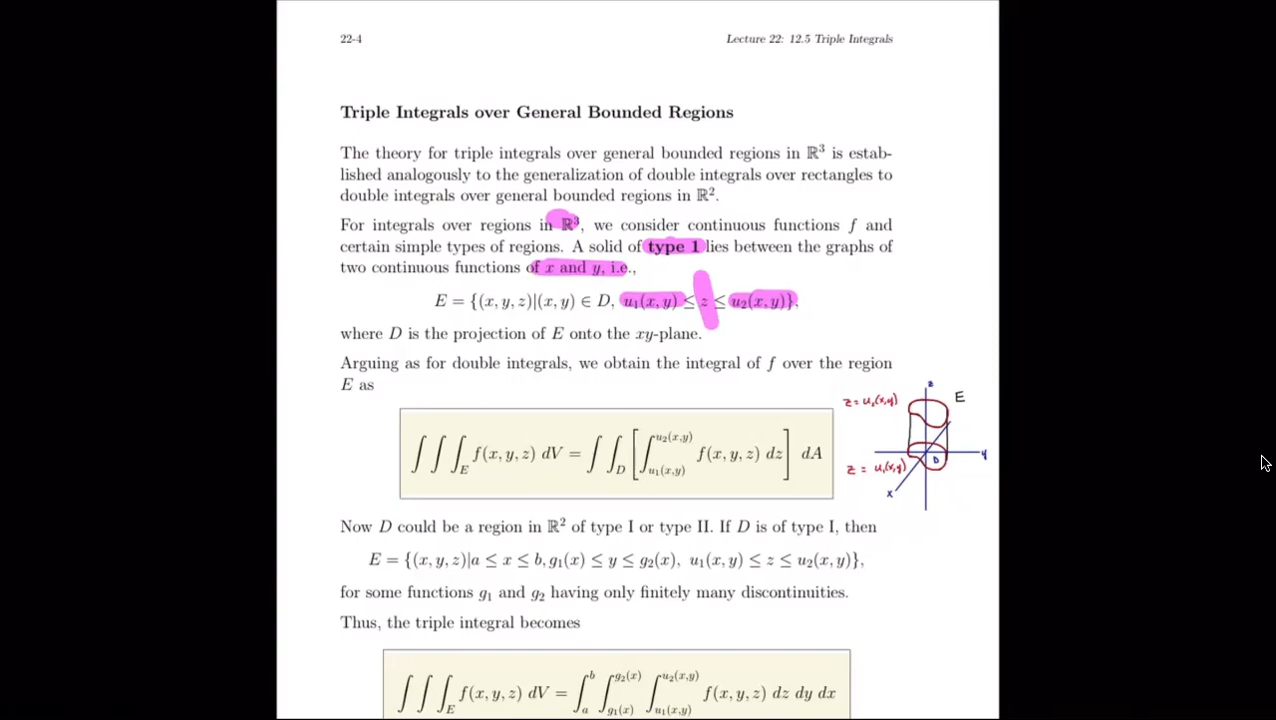 22-4 Lecture 22: 12.5 Triple Integrals
Triple Integrals over General Bounded Regions
The theory for triple integrals over general bounded regions in ℝ³ is estab-
lished analogously to the generalization of double integrals over rectangles to
double integrals over general bounded regions in ℝ².
For integrals over regions in ℝ³, we consider continuous functions f and
certain simple types of regions. A solid of type 1 lies between the graphs of
two continuous functions of x and y, i.e.,
E = {(x, y, z)|(x, y) ∈ D, u₁(x, y) ≤ z ≤ u₂(x, y)},
where D is the projection of E onto the xy-plane.
Arguing as for double integrals, we obtain the integral of f over the region
E as
∫∫∫_E f(x, y, z) dV = ∫∫_D [∫_{u₁(x,y)}^{u₂(x,y)} f(x, y, z) dz] dA
z
E
z = u₂(x,y)
y
D
z = u₁(x,y)
x
Now D could be a region in ℝ² of type I or type II. If D is of type I, then
E = {(x, y, z)|a ≤ x ≤ b, g₁(x) ≤ y ≤ g₂(x), u₁(x, y) ≤ z ≤ u₂(x, y)},
for some functions g₁ and g₂ having only finitely many discontinuities.
Thus, the triple integral becomes
∫∫∫_E f(x, y, z) dV = ∫_a^b ∫_{g₁(x)}^{g₂(x)} ∫_{u₁(x,y)}^{u₂(x,y)} f(x, y, z) dz dy dx